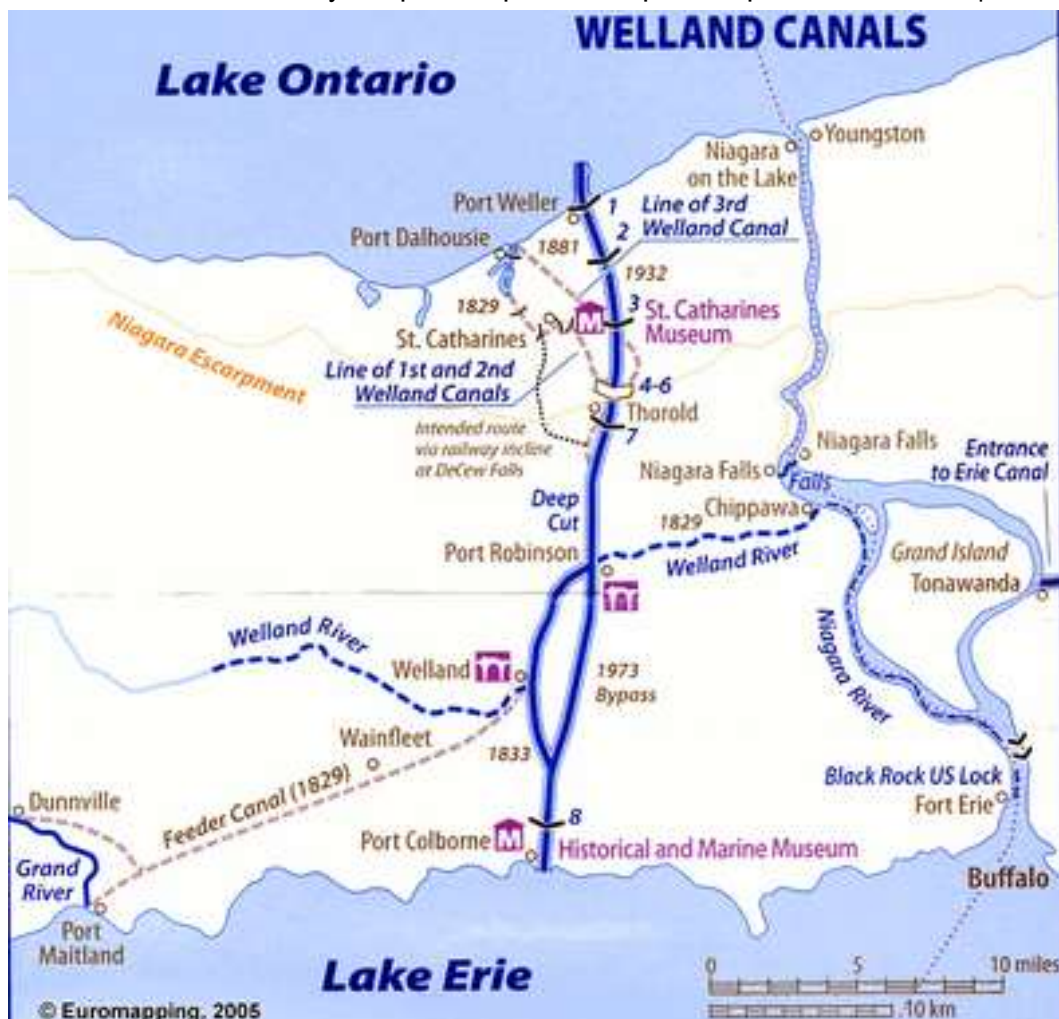 WELLAND CANALS
Lake Ontario
Youngston
Niagara
on the Lake
Port Weller
1
Line of 3rd
Welland Canal
2
Port Dalhousie
1881
1932
1829
3
St. Catharines
Museum
M
St. Catharines
Niagara Escarpment
Line of 1st and 2nd
Welland Canals
4-6
Thorold
7
Intended route
via railway incline
at DeCew Falls
Niagara Falls
Niagara Falls
Falls
Entrance
to Erie Canal
Deep
Cut
Chippawa
1829
Port Robinson
Welland River
Grand Island
Tonawanda
Welland River
Welland
1973
Bypass
Niagara River
Wainfleet
1833
Feeder Canal (1829)
Black Rock US Lock
Fort Erie
Dunnville
8
Port Colborne
M
Historical and Marine Museum
Grand
River
Buffalo
Port
Maitland
Lake Erie
0 5 10 miles
10 km
© Euromapping, 2005